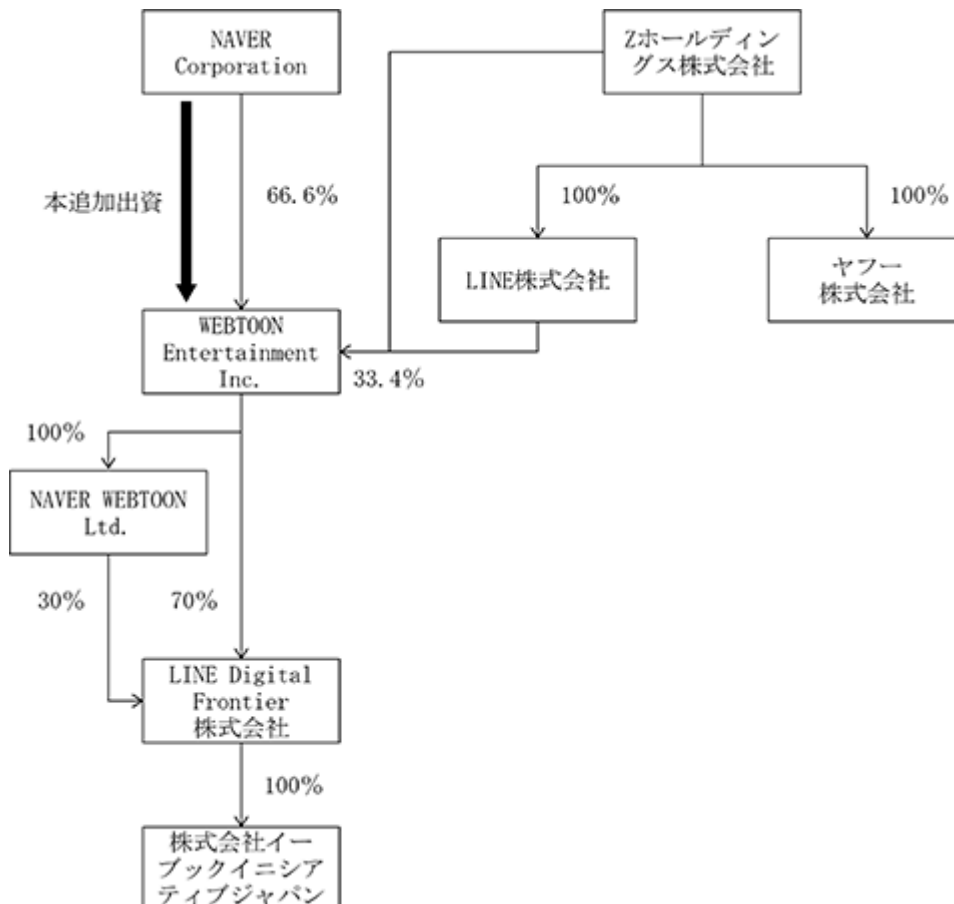 NAVER
Corporation
Zホールディン
グス株式会社
本追加出資
66.6%
100%
100%
LINE株式会社
ヤフー
株式会社
WEBTOON
Entertainment
Inc.
33.4%
100%
NAVER WEBTOON
Ltd.
30%
70%
LINE Digital
Frontier
株式会社
100%
株式会社イー
ブックイニシア
ティブジャパン